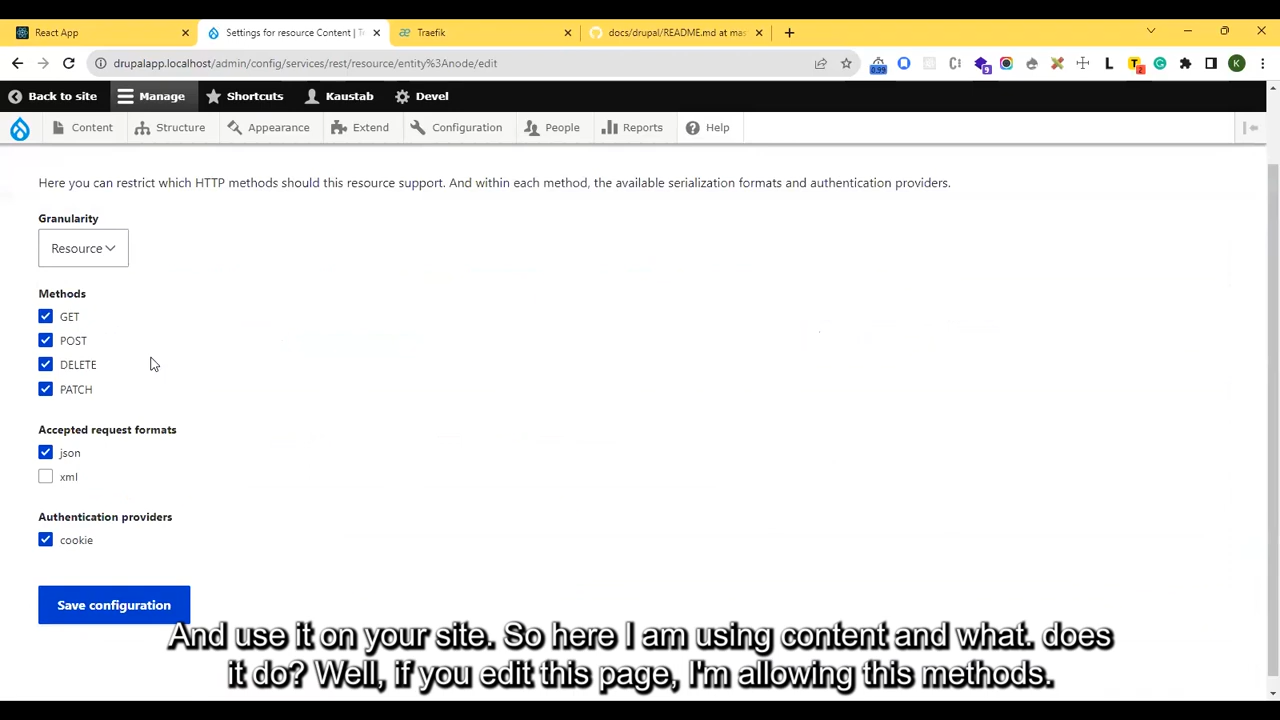 React App
Settings for resource Content | T
Traefik
docs/drupal/README.md at mas
drupalapp.localhost/admin/config/services/rest/resource/entity%3Anode/edit
0.99
9
L
T
2
K
Back to site
Manage
Shortcuts
Kaustab
Devel
Content
Structure
Appearance
Extend
Configuration
People
Reports
Help
Here you can restrict which HTTP methods should this resource support. And within each method, the available serialization formats and authentication providers.
Granularity
Resource
Methods
GET
POST
DELETE
PATCH
Accepted request formats
json
xml
Authentication providers
cookie
Save configuration
And use it on your site. So here I am using content and what. does
it do? Well, if you edit this page, I'm allowing this methods.